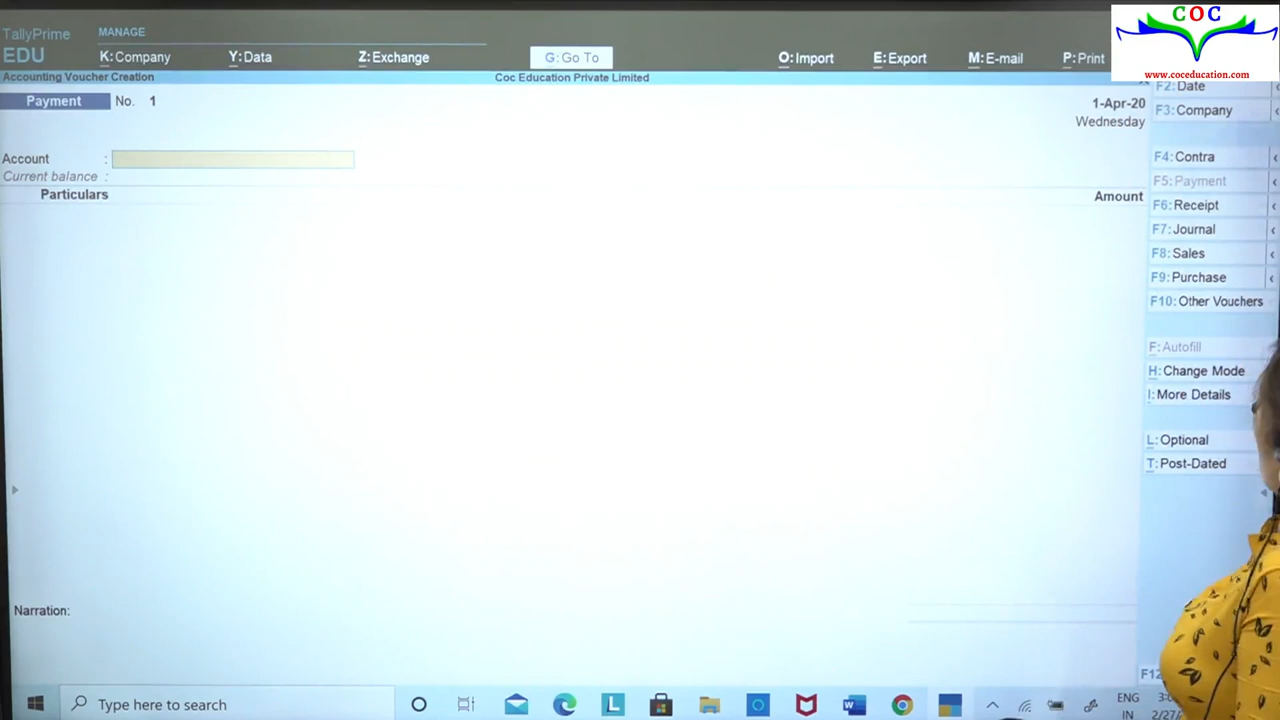 TallyPrime
EDU
MANAGE
K: Company
Y: Data
Z: Exchange
G: Go To
O: Import
E: Export
M: E-mail
P: Print
COC
www.coceducation.com
Accounting Voucher Creation
Coc Education Private Limited
Payment No. 1
1-Apr-20
Wednesday
Account :
Current balance :
Particulars
Amount
F2: Date
F3: Company
F4: Contra
F5: Payment
F6: Receipt
F7: Journal
F8: Sales
F9: Purchase
F10: Other Vouchers
F: Autofill
H: Change Mode
I: More Details
L: Optional
T: Post-Dated
Narration:
F12
Type here to search
ENG
IN